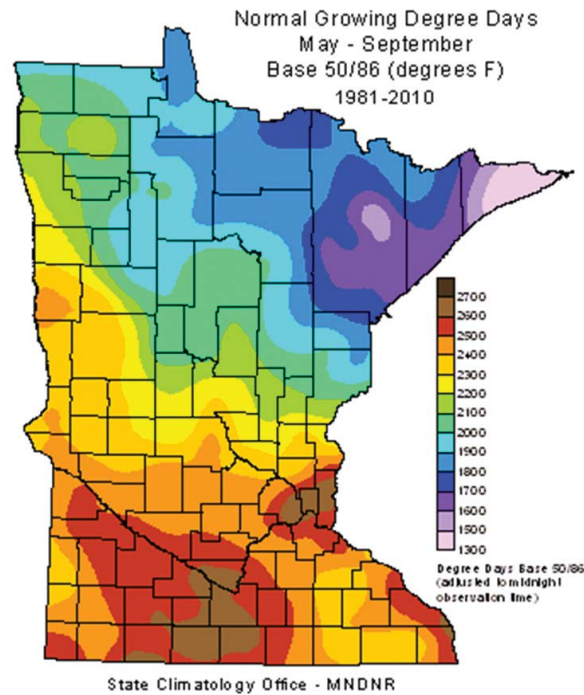 Normal Growing Degree Days
May - September
Base 50/86 (degrees F)
1981-2010
2700
2600
2500
2400
2300
2200
2100
2000
1900
1800
1700
1600
1500
1300
Degree Days Base 50/86
(adjusted to midnight
observation time)
State Climatology Office - MNDNR